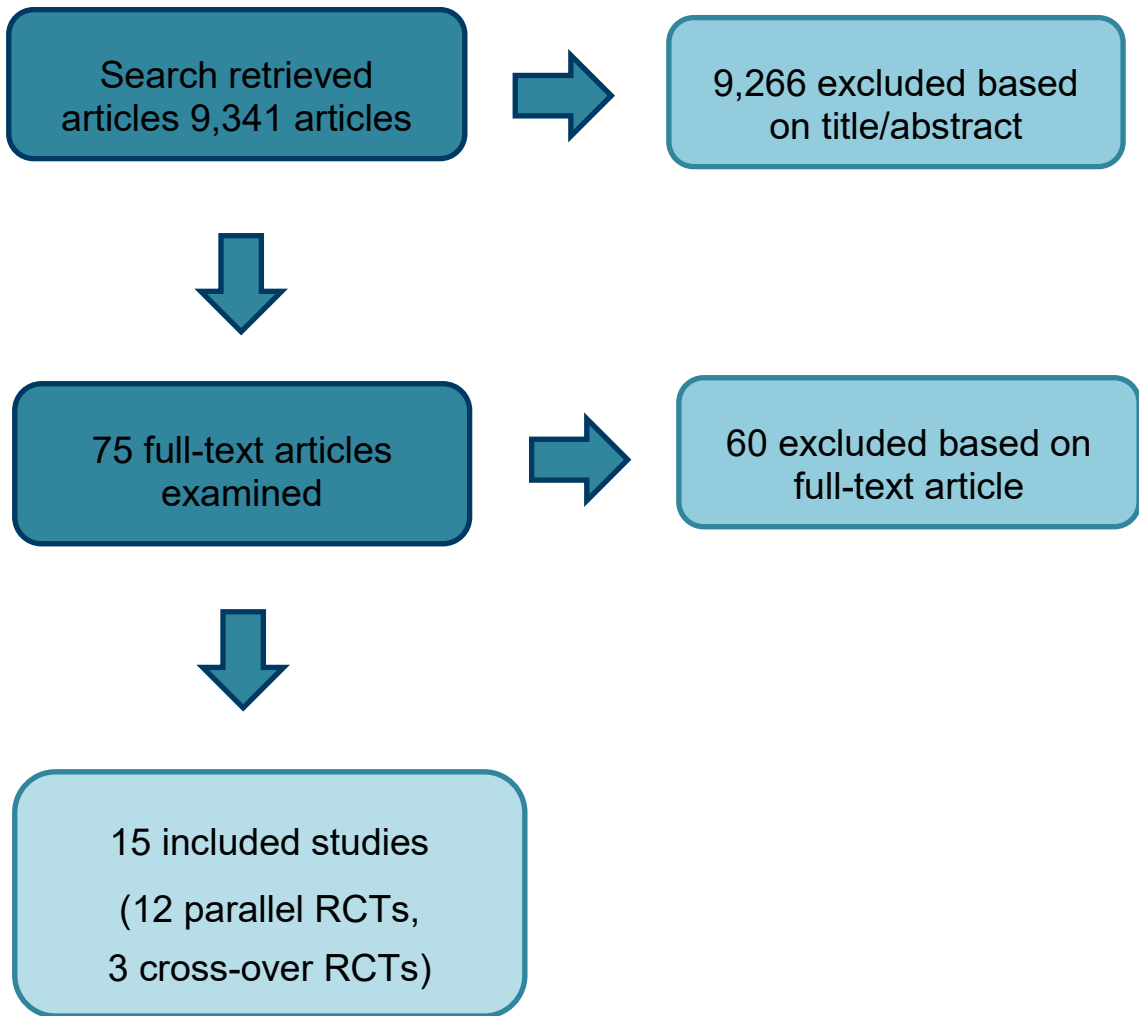 Search retrieved
articles 9,341 articles
9,266 excluded based
on title/abstract
75 full-text articles
examined
60 excluded based on
full-text article
15 included studies
(12 parallel RCTs,
3 cross-over RCTs)